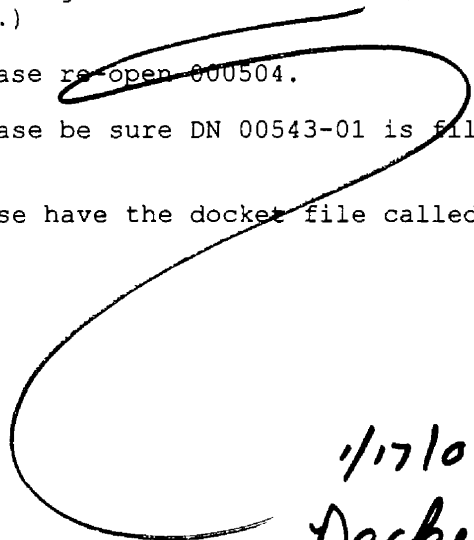 .)
ase re-open 000504.
ase be sure DN 00543-01 is fil
se have the docket file called
1/17/0
Docke